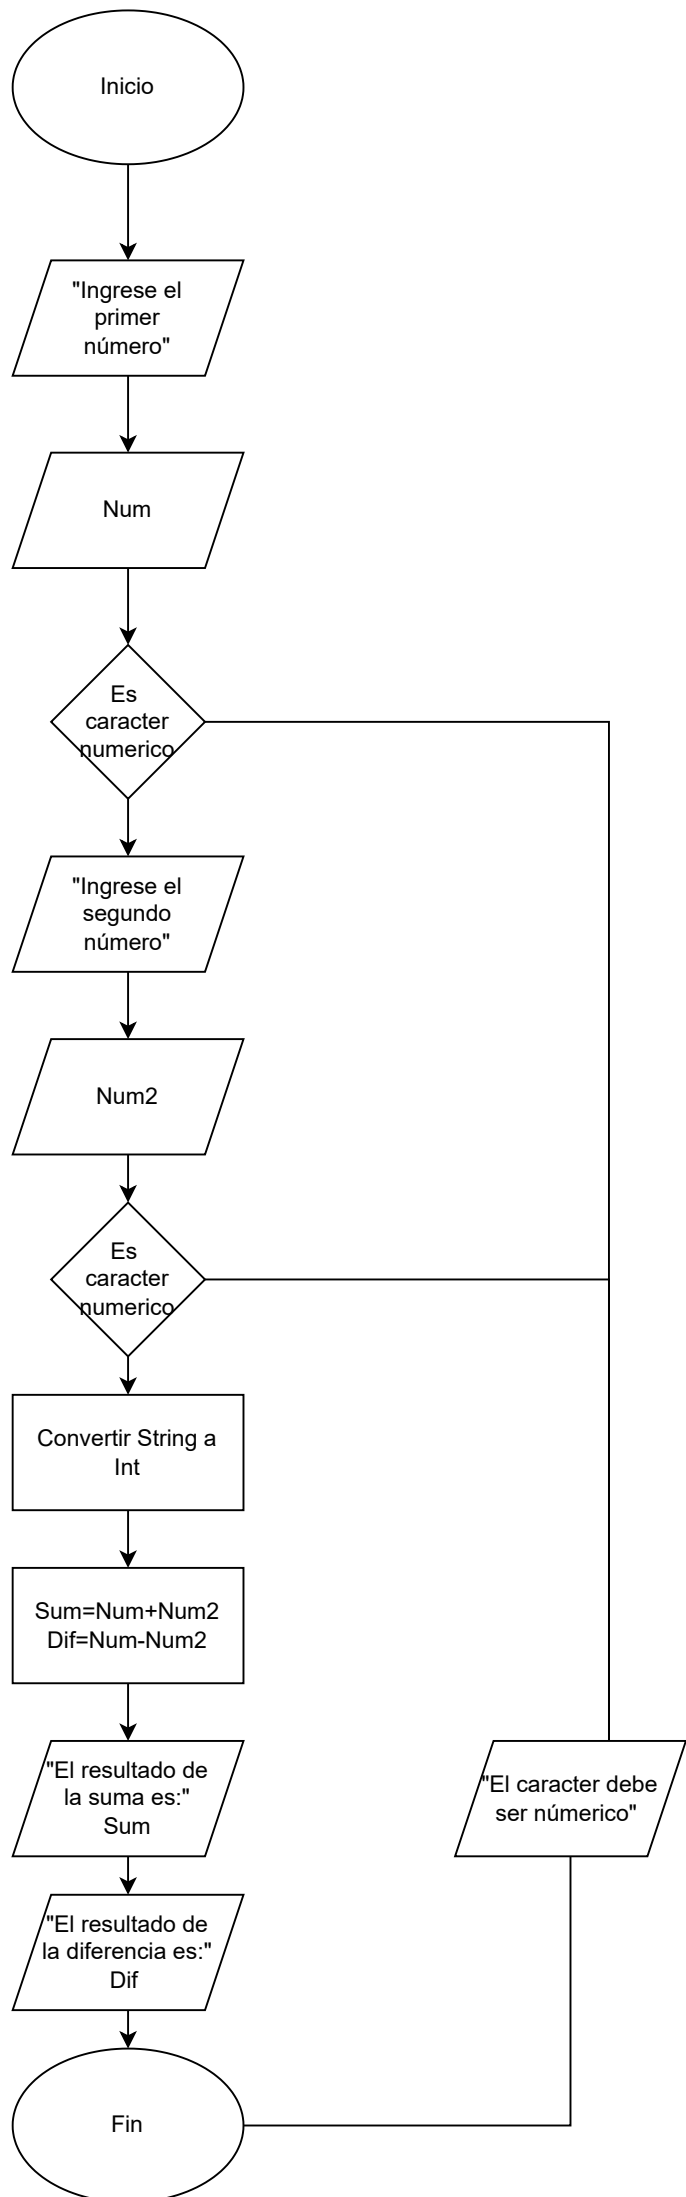 Inicio
"Ingrese el
primer
número"
Num
Es
caracter
numerico
"Ingrese el
segundo
número"
Num2
Es
caracter
numerico
Convertir String a
Int
Sum=Num+Num2
Dif=Num-Num2
"El resultado de
la suma es:"
Sum
"El caracter debe
ser númerico"
"El resultado de
la diferencia es:"
Dif
Fin